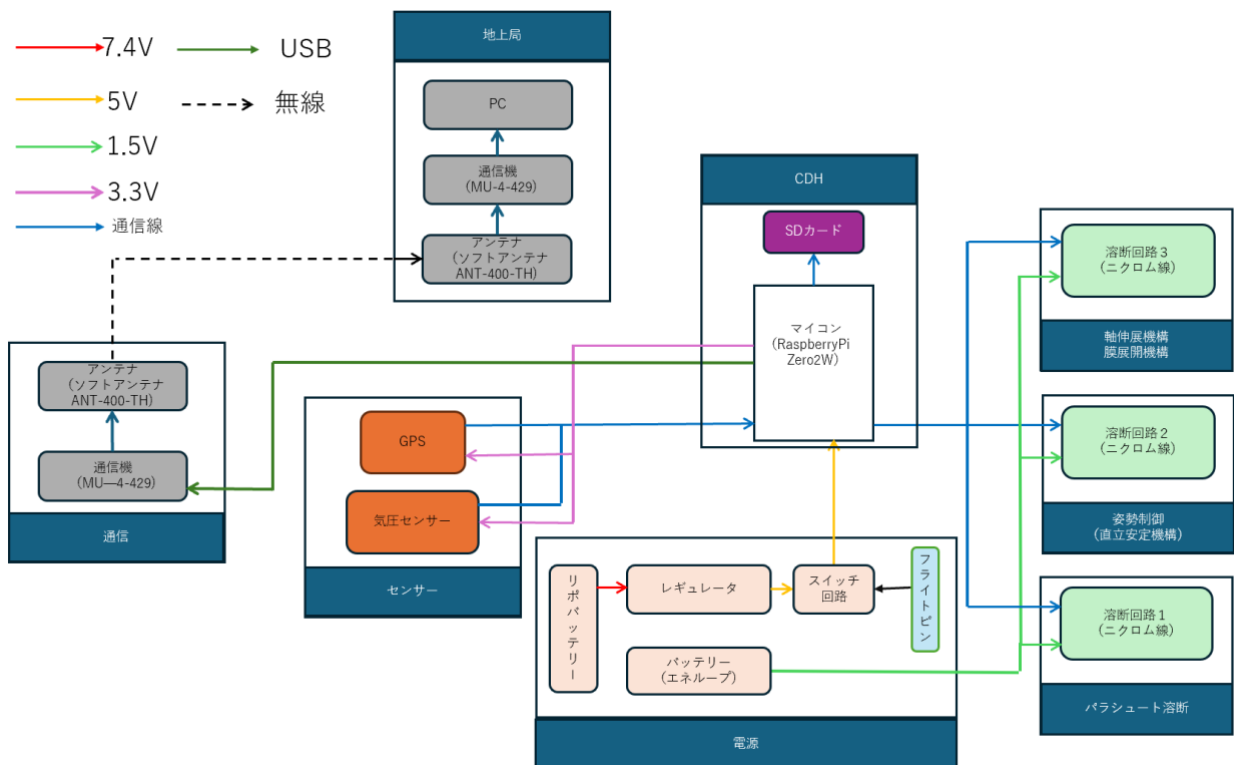 7.4V
USB
5V
無線
1.5V
3.3V
通信線
地上局
PC
通信機
(MU-4-429)
アンテナ
(ソフトアンテナ
ANT-400-TH)
CDH
SDカード
マイコン
(RaspberryPi
Zero2W)
溶断回路3
(ニクロム線)
軸伸展機構
膜展開機構
アンテナ
(ソフトアンテナ
ANT-400-TH)
通信機
(MU—4-429)
通信
GPS
気圧センサー
センサー
溶断回路2
(ニクロム線)
姿勢制御
(直立安定機構)
リポバッテリー
レギュレータ
スイッチ
回路
フライトピン
バッテリー
(エネループ)
電源
溶断回路1
(ニクロム線)
パラシュート溶断